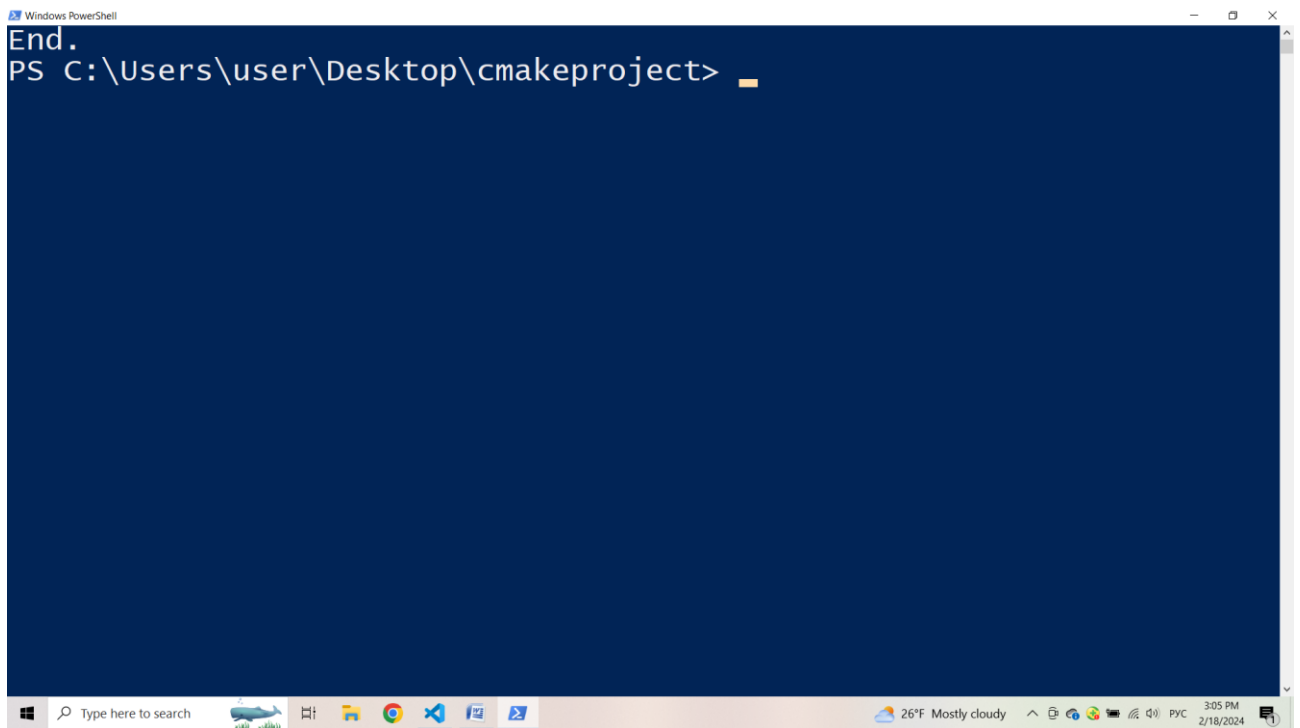 Windows PowerShell
End.
PS C:\Users\user\Desktop\cmakeproject>
Type here to search
26°F Mostly cloudy
РУС
3:05 PM
2/18/2024
1